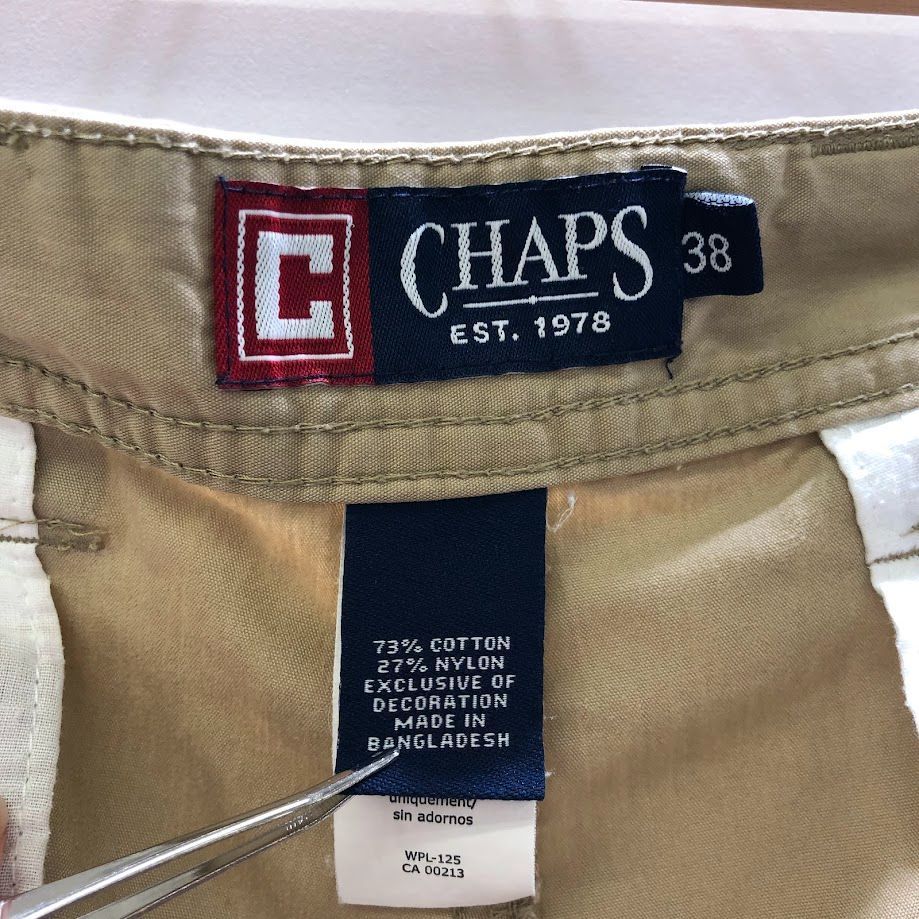 C
CHAPS
EST. 1978
38
73% COTTON
27% NYLON
EXCLUSIVE OF
DECORATION
MADE IN
BANGLADESH
uniquement/
sin adornos
WPL-125
CA 00213